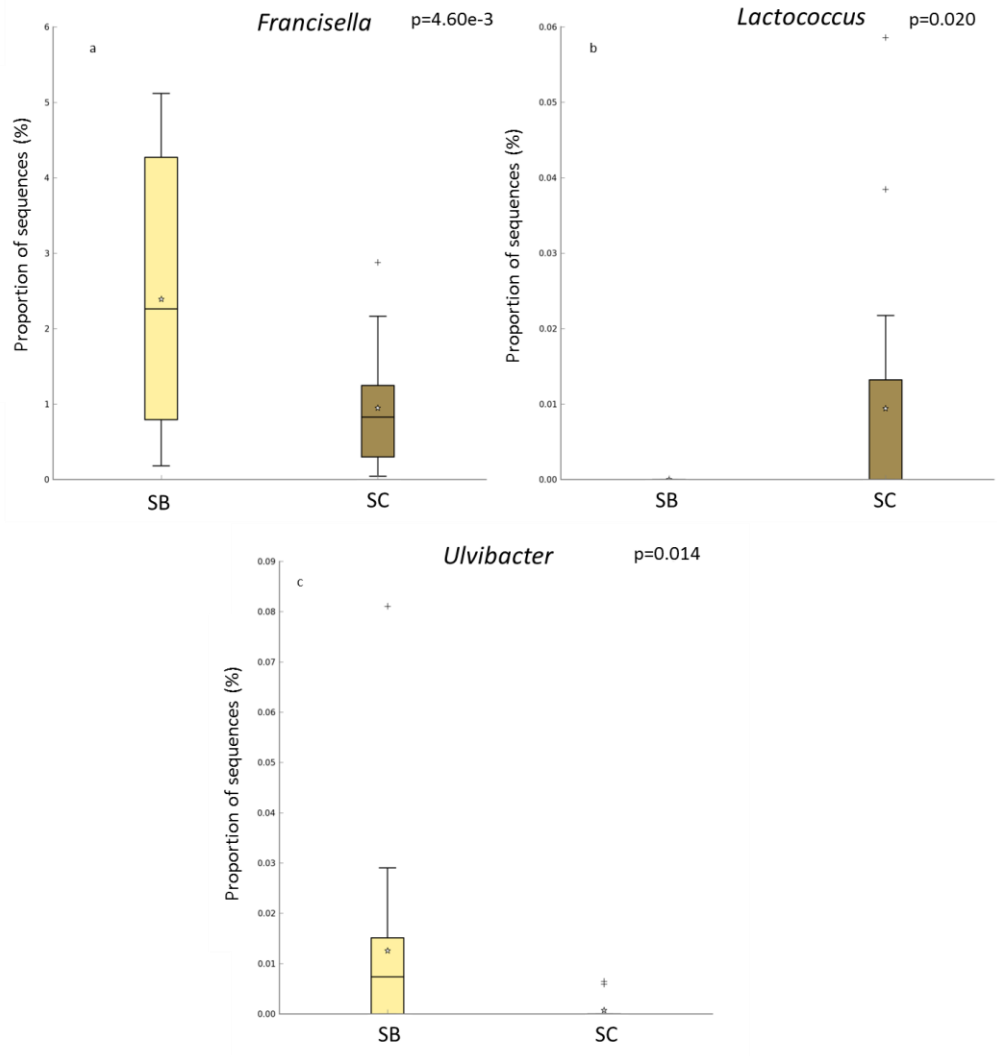 Francisella p=4.60e-3
a
Proportion of sequences (%)
6
5
4
3
2
1
0
SB SC
Lactococcus p=0.020
b
Proportion of sequences (%)
0.06
0.05
0.04
0.03
0.02
0.01
0.00
SB SC
Ulvibacter p=0.014
c
Proportion of sequences (%)
0.09
0.08
0.07
0.06
0.05
0.04
0.03
0.02
0.01
0.00
SB SC